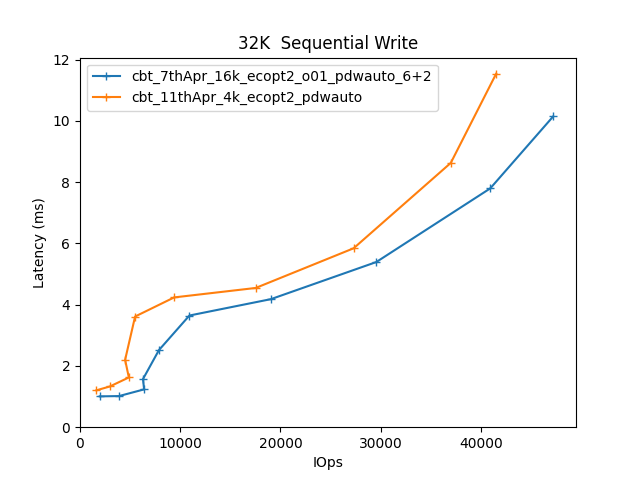 32K  Sequential Write
cbt_7thApr_16k_ecopt2_o01_pdwauto_6+2
cbt_11thApr_4k_ecopt2_pdwauto
12
10
8
6
4
2
0
Latency (ms)
0 10000 20000 30000 40000
IOps